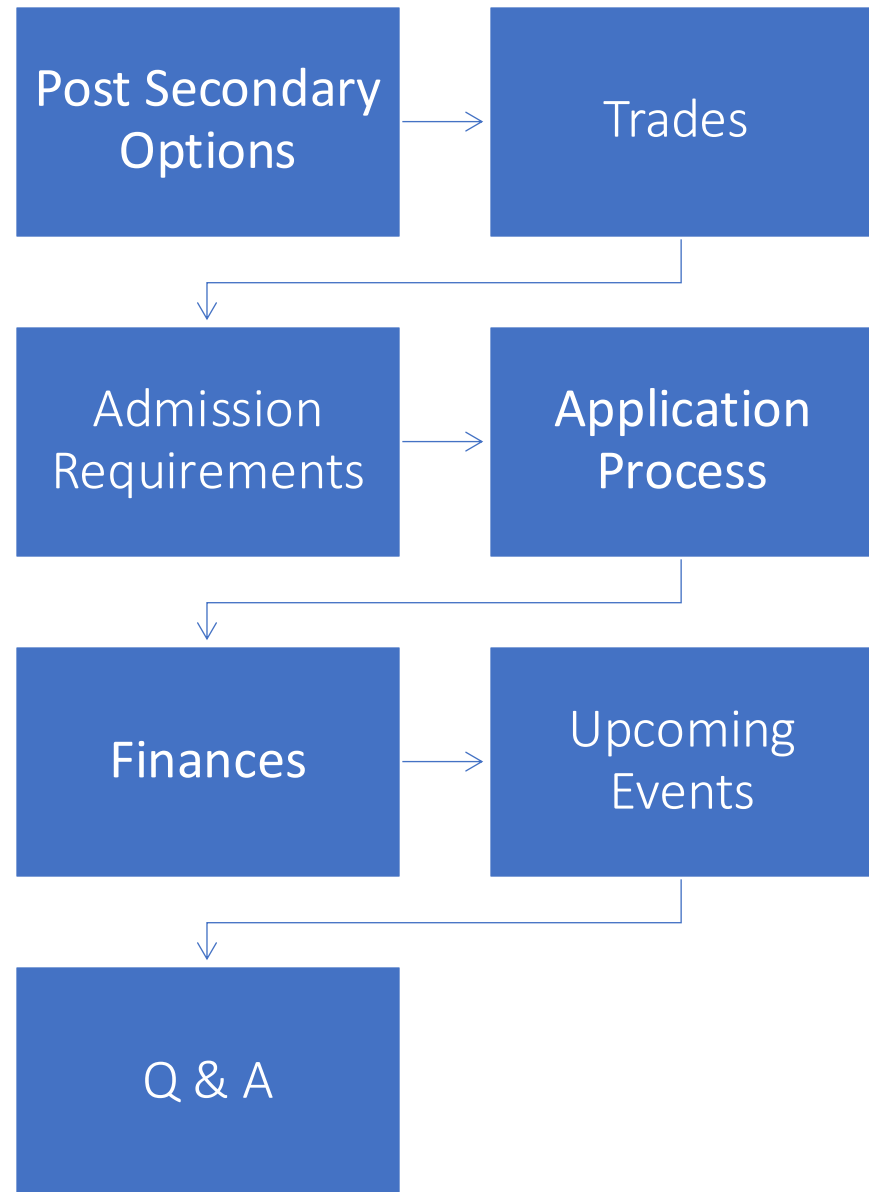 Post Secondary
Options
Trades
Admission
Requirements
Application
Process
Finances
Upcoming
Events
Q & A